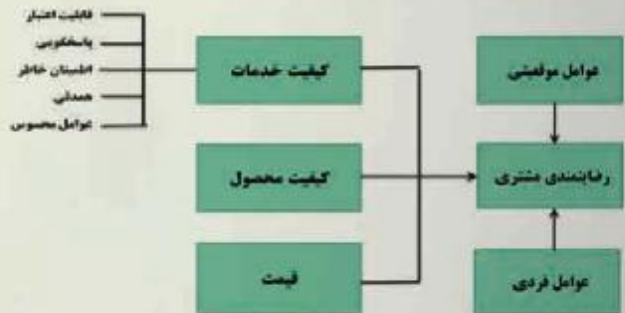 قابلیت اعتبار
پاسخگویی
اطمینان خاطر
همدلی
عوامل محسوس
کیفیت خدمات
کیفیت محصول
قیمت
عوامل موقعیتی
رضایتمندی مشتری
عوامل فردی